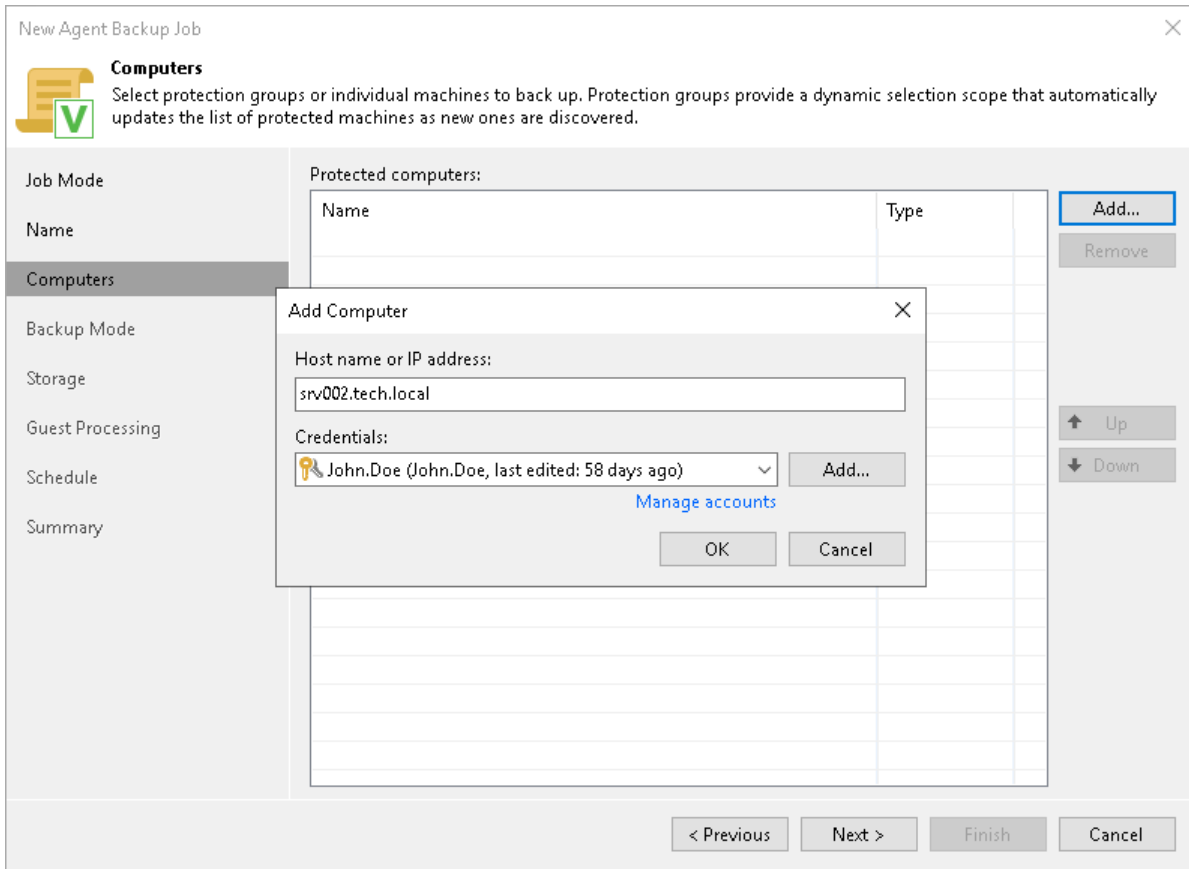 New Agent Backup Job
Computers
Select protection groups or individual machines to back up. Protection groups provide a dynamic selection scope that automatically
updates the list of protected machines as new ones are discovered.
Job Mode
Name
Computers
Backup Mode
Storage
Guest Processing
Schedule
Summary
Protected computers:
Name Type
Add...
Remove
Up
Down
Add Computer
Host name or IP address:
srv002.tech.local
Credentials:
John.Doe (John.Doe, last edited: 58 days ago) Add...
Manage accounts
OK Cancel
< Previous Next > Finish Cancel